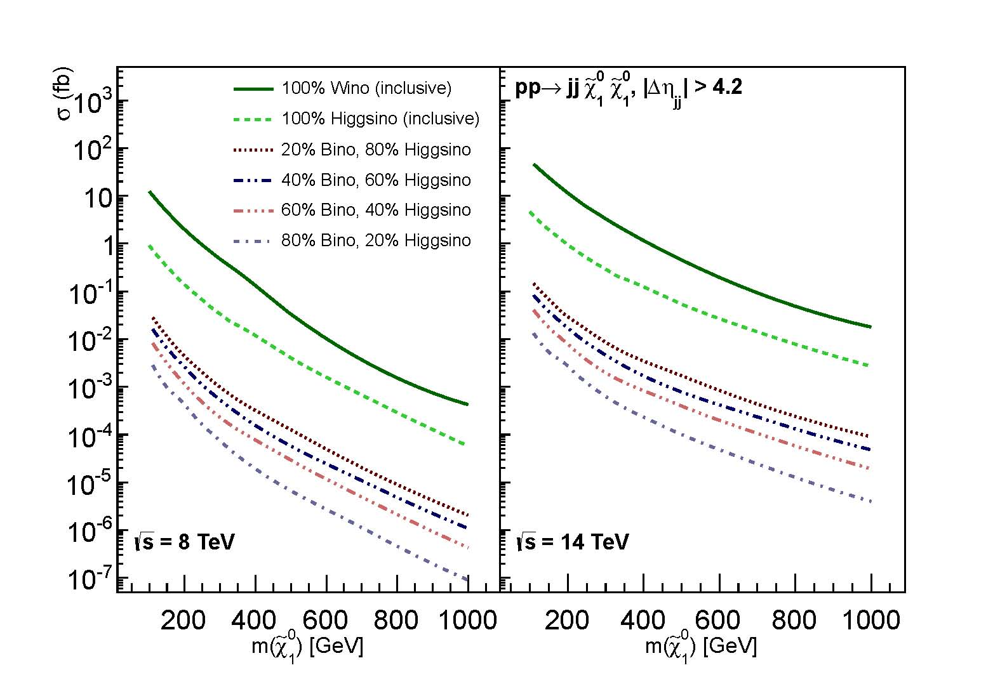 σ (fb)
10³
10²
10
1
10⁻¹
10⁻²
10⁻³
10⁻⁴
10⁻⁵
10⁻⁶
10⁻⁷
100% Wino (inclusive)
100% Higgsino (inclusive)
20% Bino, 80% Higgsino
40% Bino, 60% Higgsino
60% Bino, 40% Higgsino
80% Bino, 20% Higgsino
√s = 8 TeV
200 400 600 800 1000
m(χ̃₁⁰) [GeV]
pp→ jj χ̃₁⁰ χ̃₁⁰, |Δη_jj| > 4.2
√s = 14 TeV
200 400 600 800 1000
m(χ̃₁⁰) [GeV]